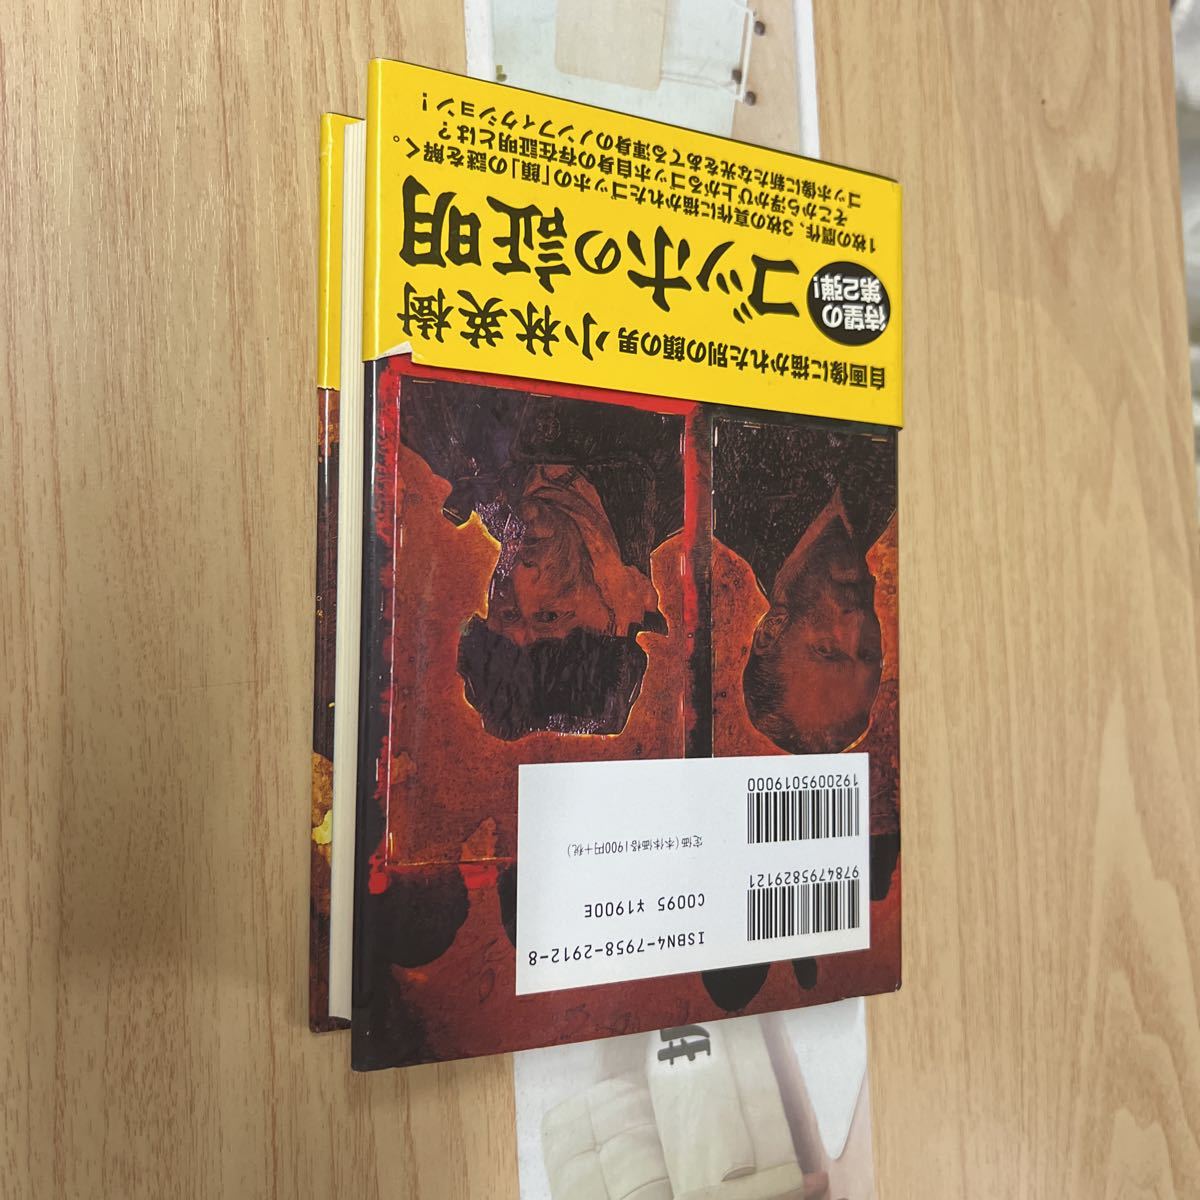 9784795829121
1920095019000
ISBN4-7958-2912-8
C0095 ¥1900E
定価(本体価格1900円+税)
自画像に描かれた別の顔の男 小林英樹
待望の
第2弾!
ゴッホの証明
1枚の贋作、3枚の真作に描かれたゴッホの「顔」の謎を解く。
そこから浮かび上がるゴッホ自身の存在証明とは?
ゴッホ像に新たな光をあてる渾身のノンフィクション!